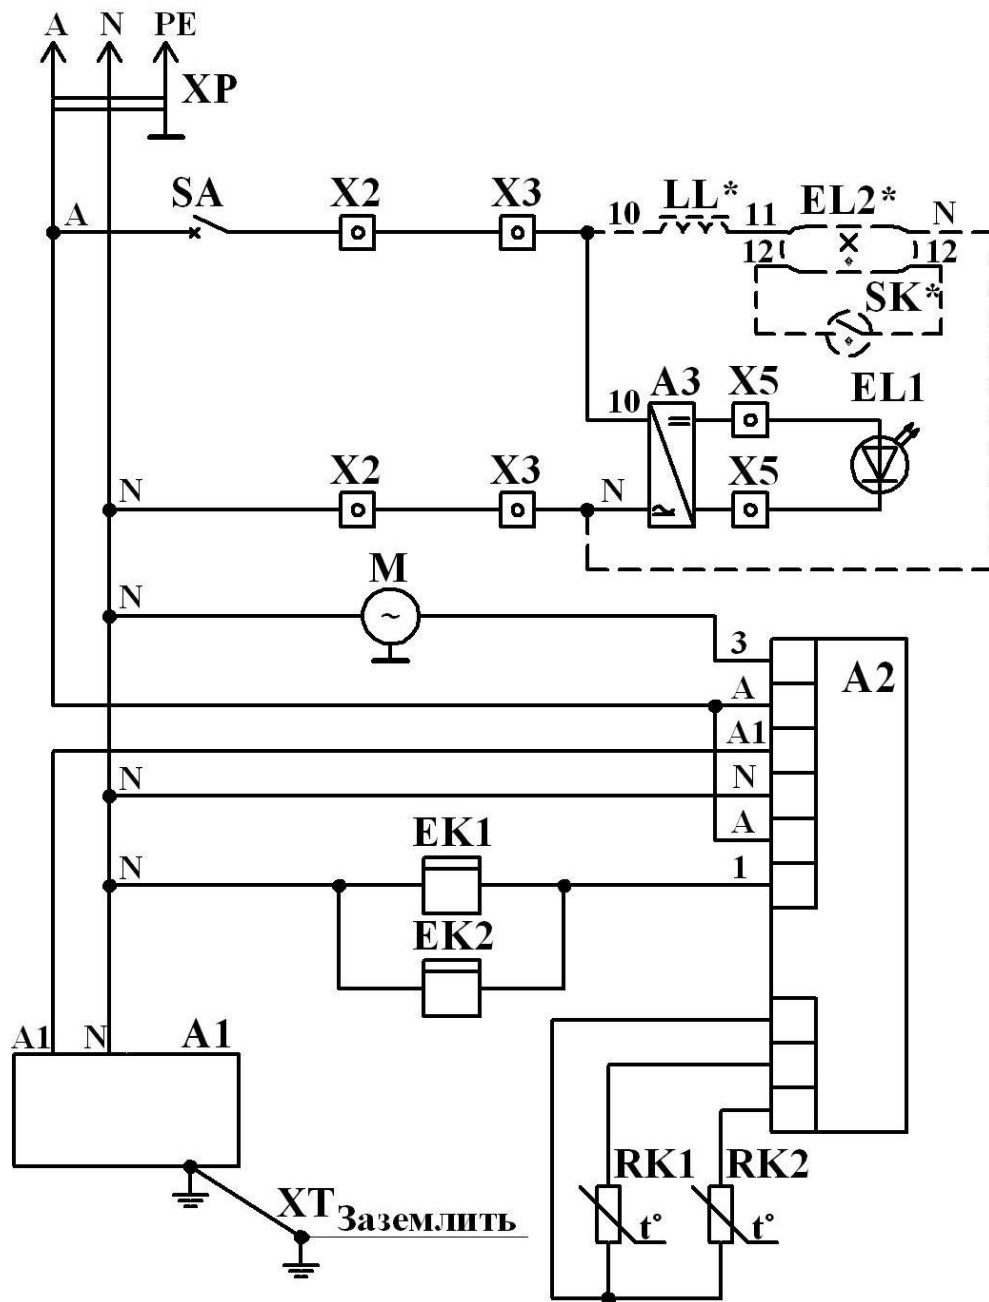 A N PE
XP
SA X2 X3 LL* EL2* N
A 10 11
12 12
SK*
A3 X5 EL1
10
X2 X3 X5
N N
M
N ~
3
A A2
A1
N N
A
EK1
N 1
EK2
A1 N A1
RK1 RK2
XT Заземлить t° t°